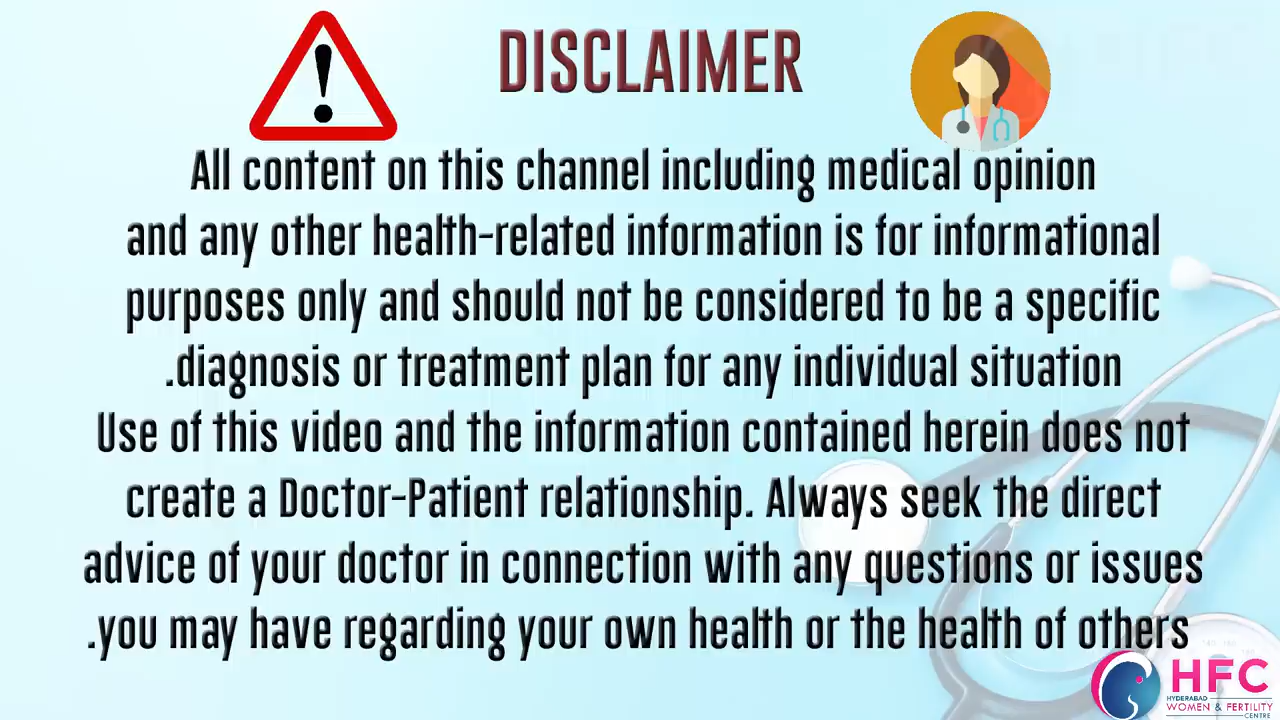 DISCLAIMER
All content on this channel including medical opinion
and any other health-related information is for informational
purposes only and should not be considered to be a specific
.diagnosis or treatment plan for any individual situation
Use of this video and the information contained herein does not
create a Doctor-Patient relationship. Always seek the direct
advice of your doctor in connection with any questions or issues
.you may have regarding your own health or the health of others
HFC
HYDERABAD
WOMEN & FERTILITY
CENTRE